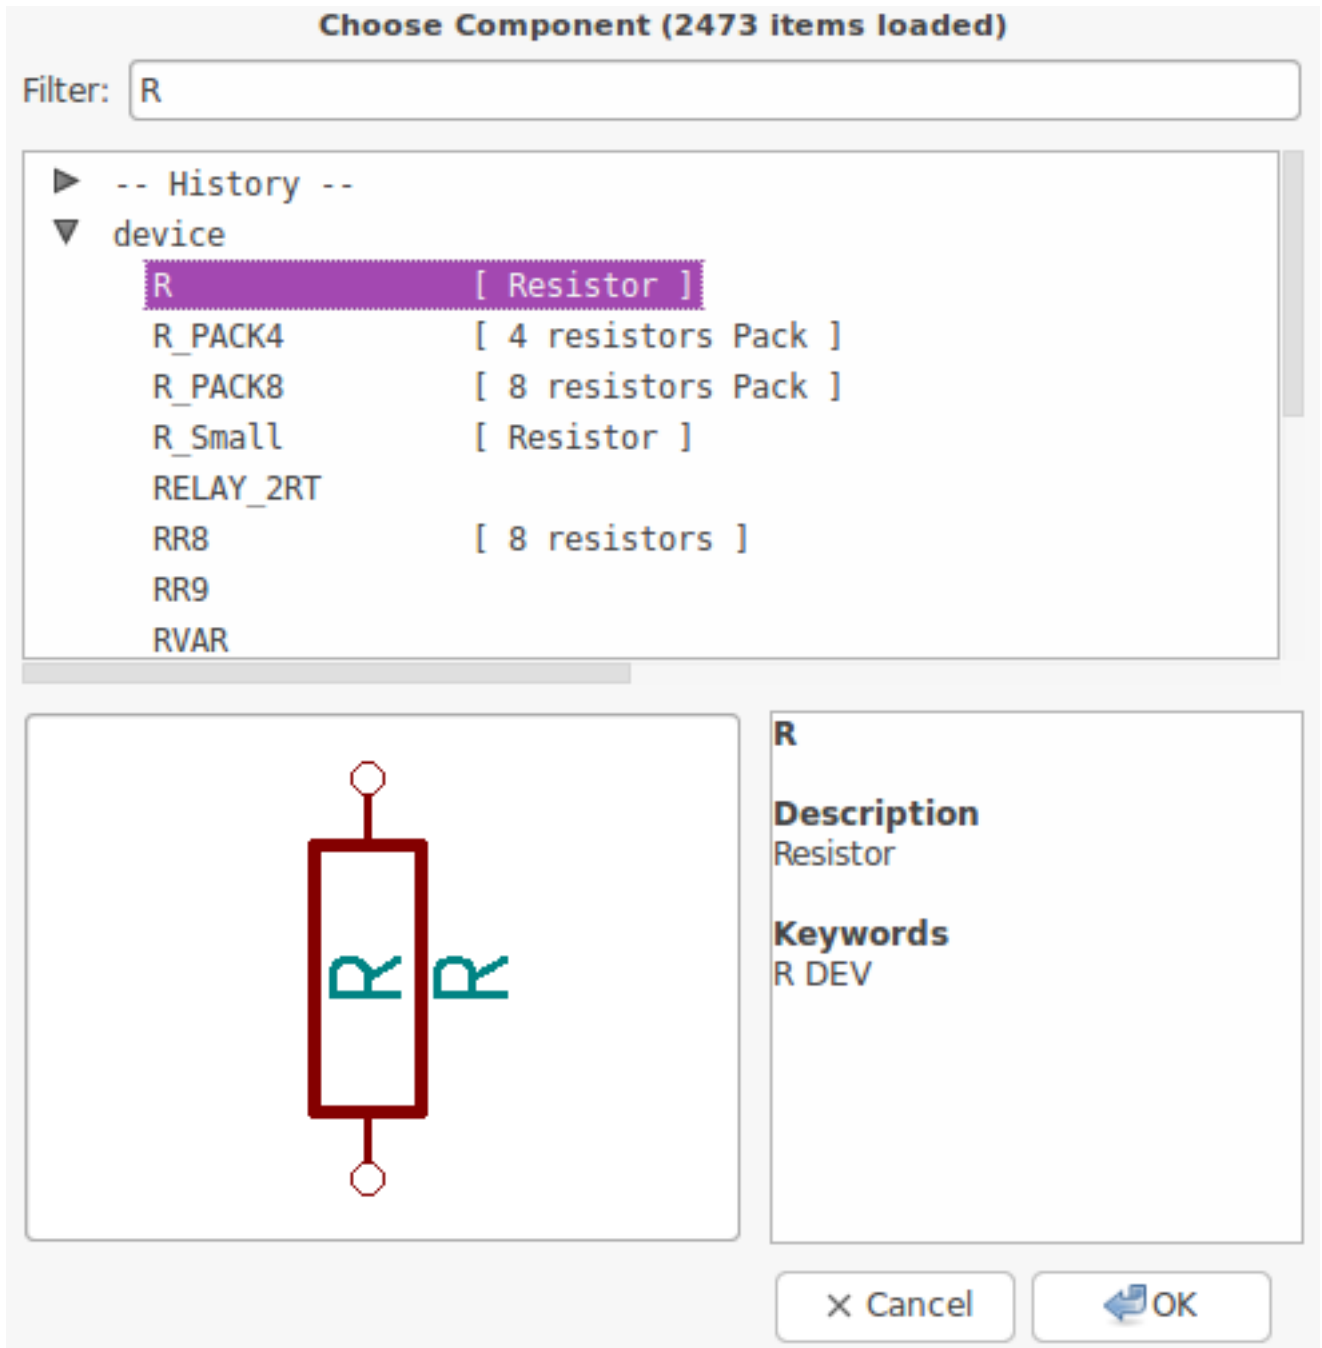 Choose Component (2473 items loaded)
Filter: R
-- History --
device
R [ Resistor ]
R_PACK4 [ 4 resistors Pack ]
R_PACK8 [ 8 resistors Pack ]
R_Small [ Resistor ]
RELAY_2RT
RR8 [ 8 resistors ]
RR9
RVAR
R R
R
Description
Resistor
Keywords
R DEV
Cancel OK